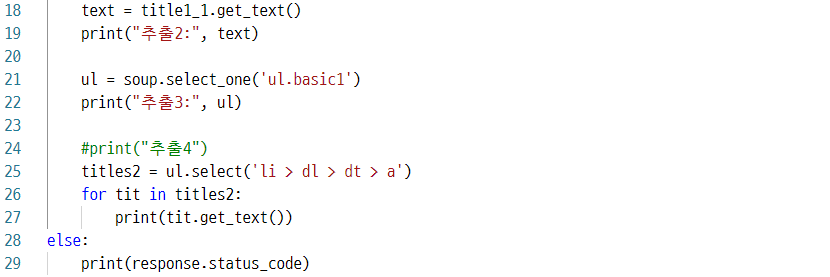 18 text = title1_1.get_text()
19 print("추출2:", text)
20
21 ul = soup.select_one('ul.basic1')
22 print("추출3:", ul)
23
24 #print("추출4")
25 titles2 = ul.select('li > dl > dt > a')
26 for tit in titles2:
27 print(tit.get_text())
28 else:
29 print(response.status_code)